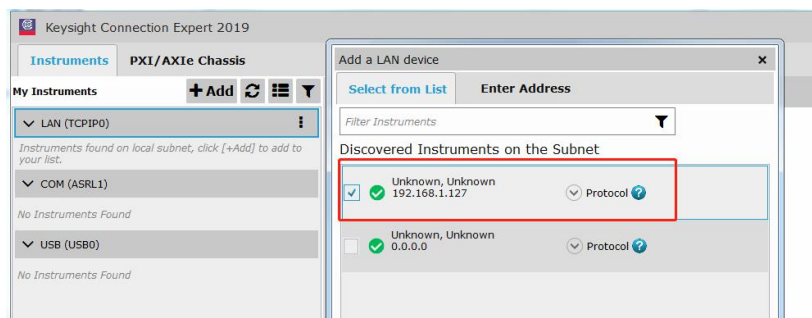 Keysight Connection Expert 2019
Instruments PXI/AXIe Chassis
My Instruments +Add
LAN (TCPIP0)
Instruments found on local subnet, click [+Add] to add to
your list.
COM (ASRL1)
No Instruments Found
USB (USB0)
No Instruments Found
Add a LAN device x
Select from List Enter Address
Filter Instruments
Discovered Instruments on the Subnet
Unknown, Unknown
192.168.1.127 Protocol ?
Unknown, Unknown
0.0.0.0 Protocol ?